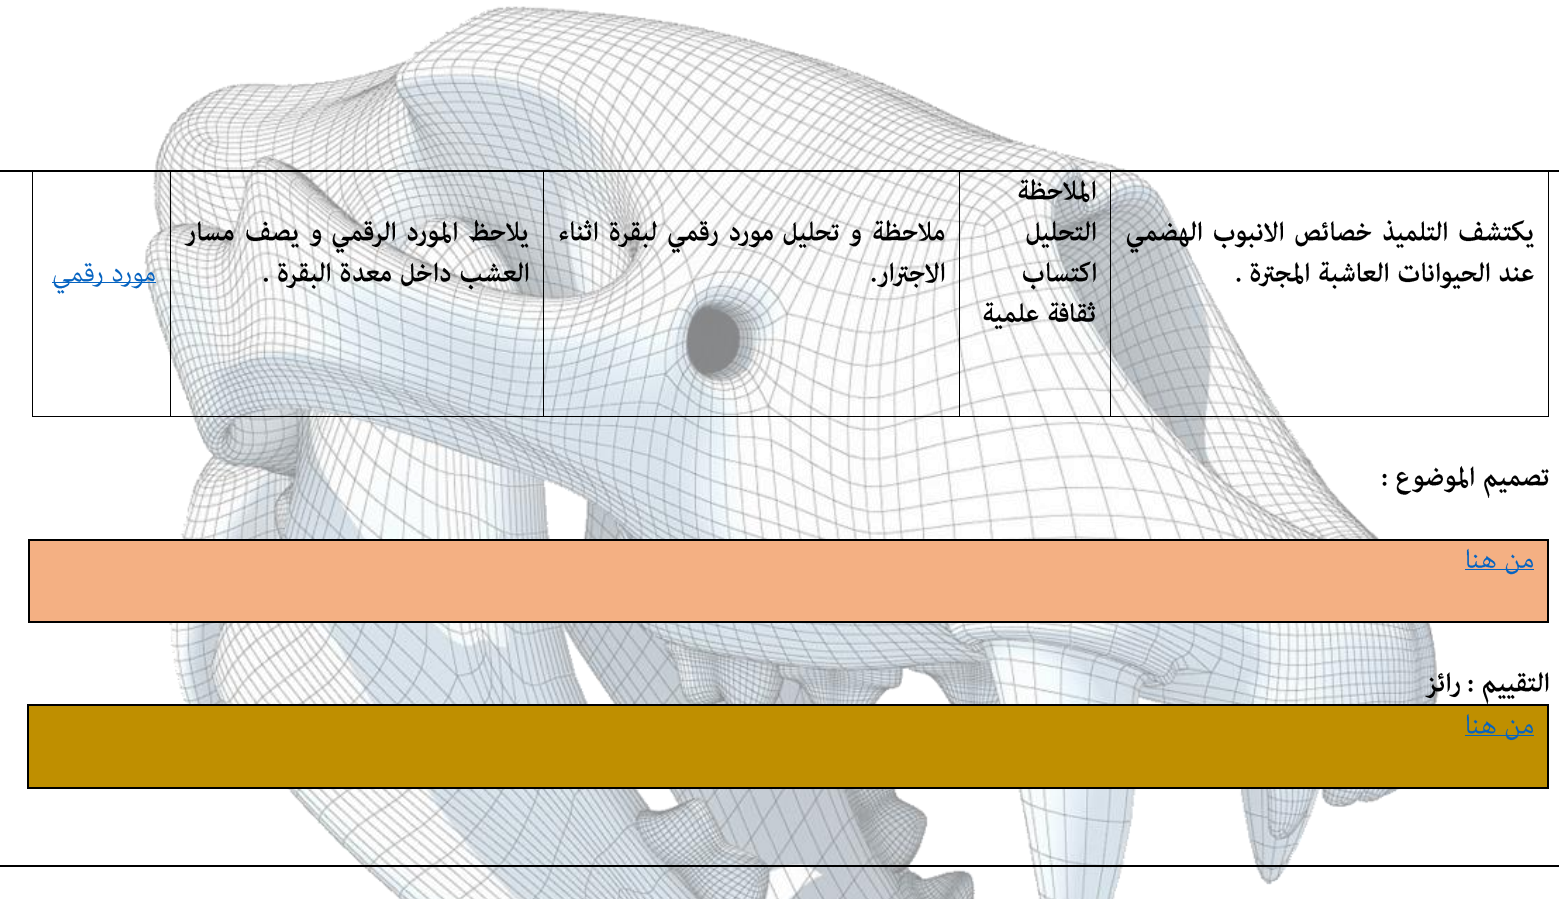 يكتشف التلميذ خصائص الانبوب الهضمي
عند الحيوانات العاشبة المجترة .
الملاحظة
التحليل
اكتساب
ثقافة علمية
ملاحظة و تحليل مورد رقمي لبقرة اثناء
الاجترار.
يلاحظ المورد الرقمي و يصف مسار
العشب داخل معدة البقرة .
مورد رقمي
تصميم الموضوع :
من هنا
التقييم : رائز
من هنا